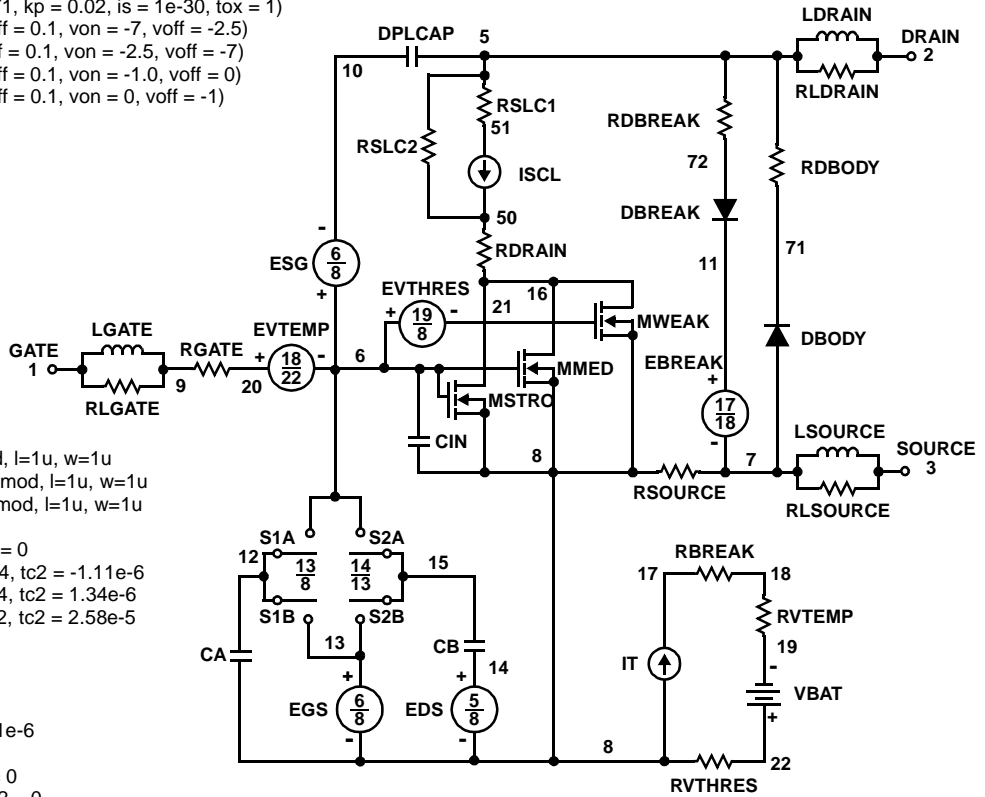 1, kp = 0.02, is = 1e-30, tox = 1)
ff = 0.1, von = -7, voff = -2.5)
f = 0.1, von = -2.5, voff = -7)
ff = 0.1, von = -1.0, voff = 0)
ff = 0.1, von = 0, voff = -1)
LDRAIN
DRAIN
2
RLDRAIN
DPLCAP
5
10
RSLC1
51
RSLC2
ISCL
50
RDRAIN
RDBREAK
72
DBREAK
11
RDBODY
71
DBODY
-
ESG
6
8
+
EVTHRES
+
19
8
-
16
21
MWEAK
MMED
MSTRO
EBREAK
+
17
18
-
GATE
1
LGATE
RLGATE
9
RGATE
20
EVTEMP
+
18
22
-
6
CIN
8
RSOURCE
7
LSOURCE
RLSOURCE
SOURCE
3
d, l=1u, w=1u
mod, l=1u, w=1u
mod, l=1u, w=1u
= 0
4, tc2 = -1.11e-6
4, tc2 = 1.34e-6
2, tc2 = 2.58e-5
1e-6
= 0
S1A
S2A
12
13
8
14
13
15
S1B
S2B
13
CA
CB
14
+
EGS
6
8
-
+
EDS
5
8
-
8
RBREAK
17
18
RVTEMP
19
IT
-
VBAT
+
22
RVTHRES